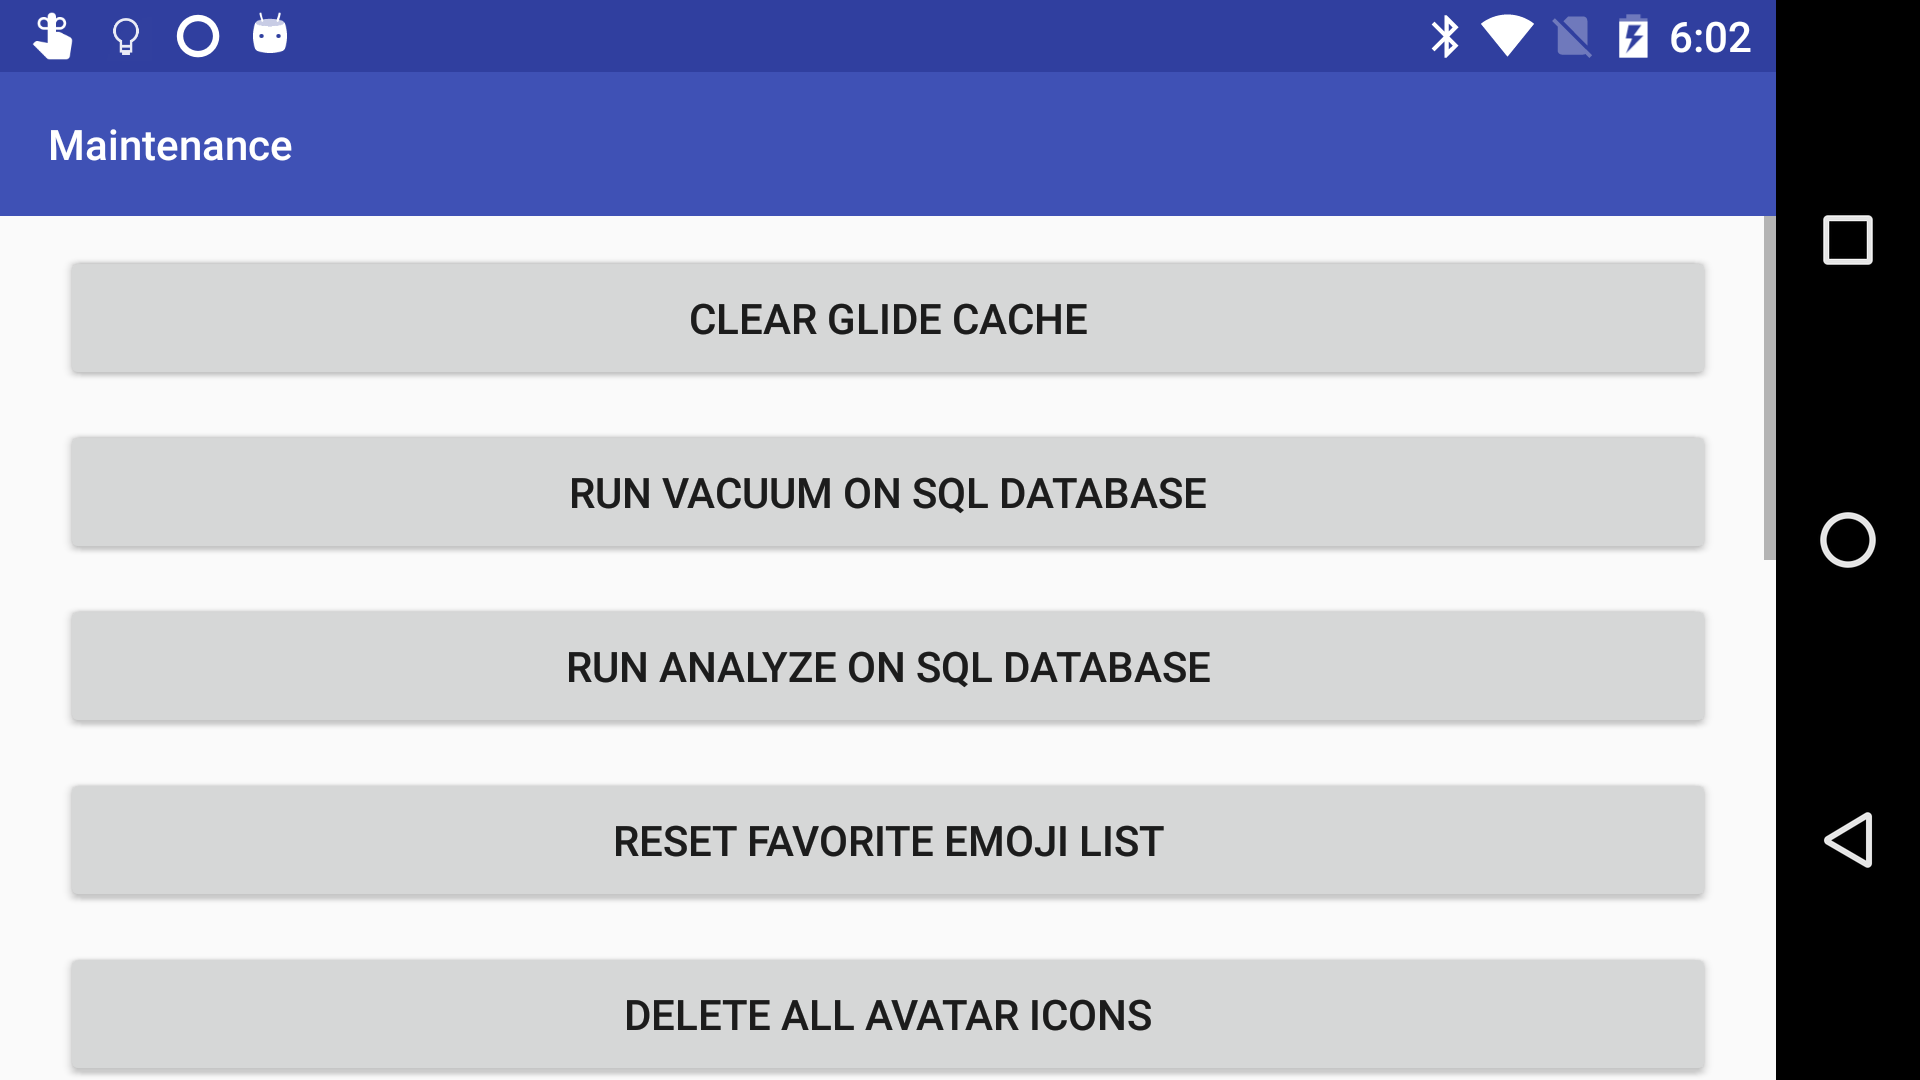 6:02
Maintenance
CLEAR GLIDE CACHE
RUN VACUUM ON SQL DATABASE
RUN ANALYZE ON SQL DATABASE
RESET FAVORITE EMOJI LIST
DELETE ALL AVATAR ICONS